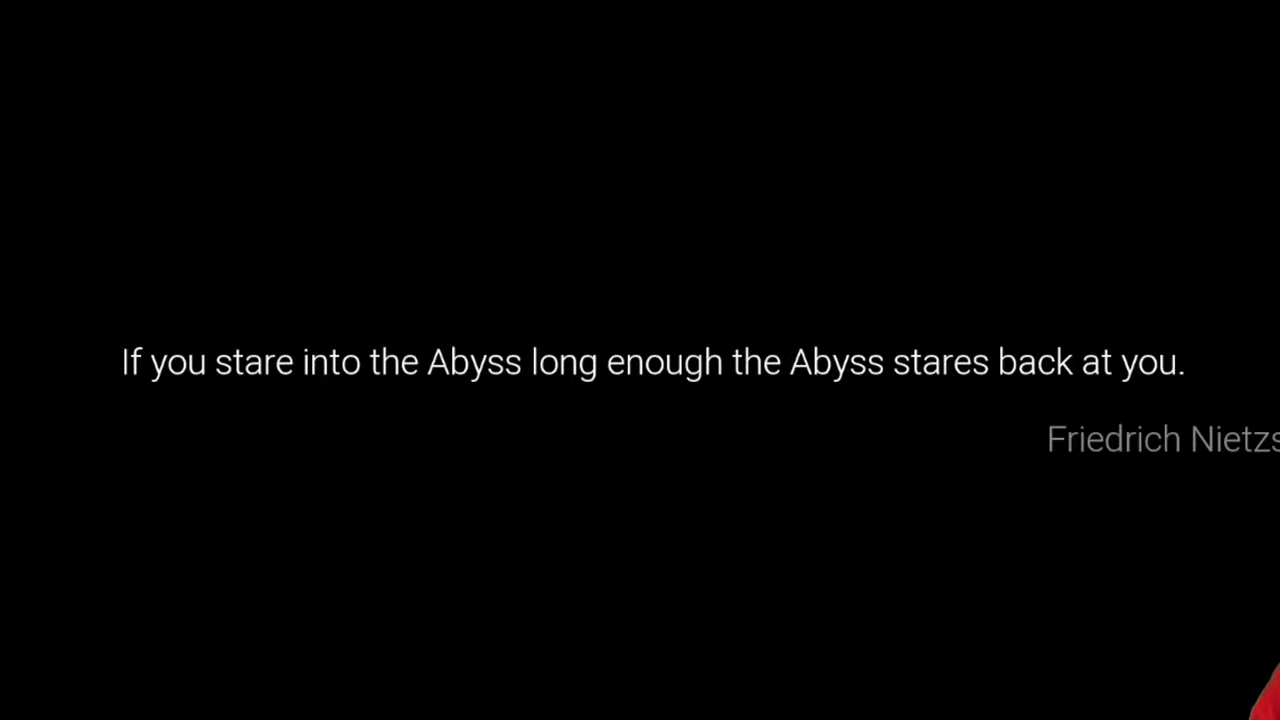 If you stare into the Abyss long enough the Abyss stares back at you.
Friedrich Nietzs